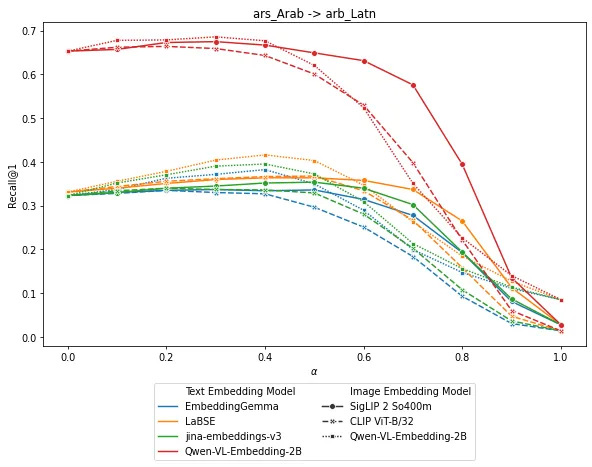 ars_Arab -> arb_Latn
0.7
0.6
0.5
0.4
0.3
0.2
0.1
0.0
Recall@1
0.0 0.2 0.4 0.6 0.8 1.0
α
Text Embedding Model
EmbeddingGemma
LaBSE
jina-embeddings-v3
Qwen-VL-Embedding-2B
Image Embedding Model
SigLIP 2 So400m
CLIP ViT-B/32
Qwen-VL-Embedding-2B